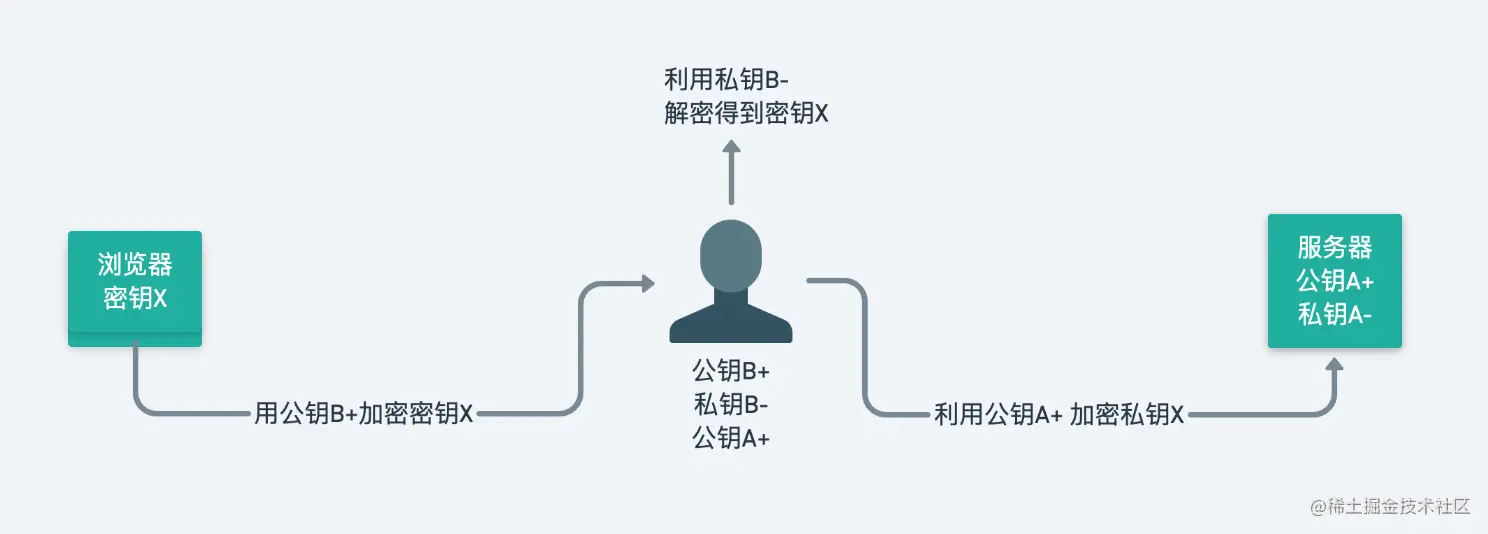 利用私钥B-
解密得到密钥X
浏览器
密钥X
服务器
公钥A+
私钥A-
公钥B+
私钥B-
公钥A+
用公钥B+加密密钥X
利用公钥A+ 加密私钥X
@稀土掘金技术社区